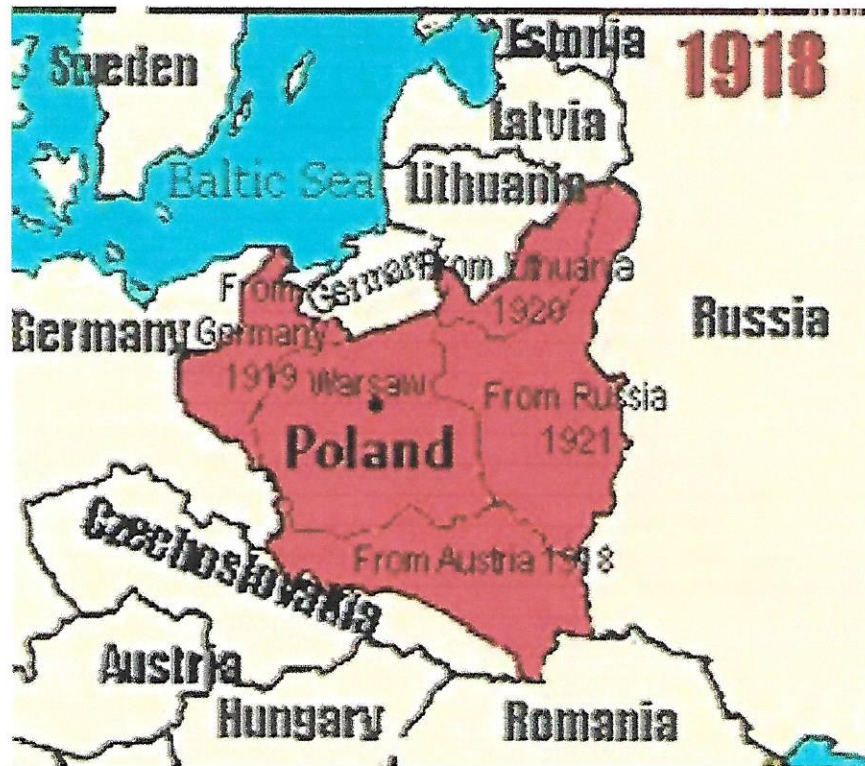 Estonia
1918
Sweden
Latvia
Baltic Sea
Lithuania
German
From Lithuania
1920
From
Germany
1919
Germany
Russia
Warsaw
From Russia
1921
Poland
Czechoslovakia
From Austria 1918
Austria
Hungary
Romania